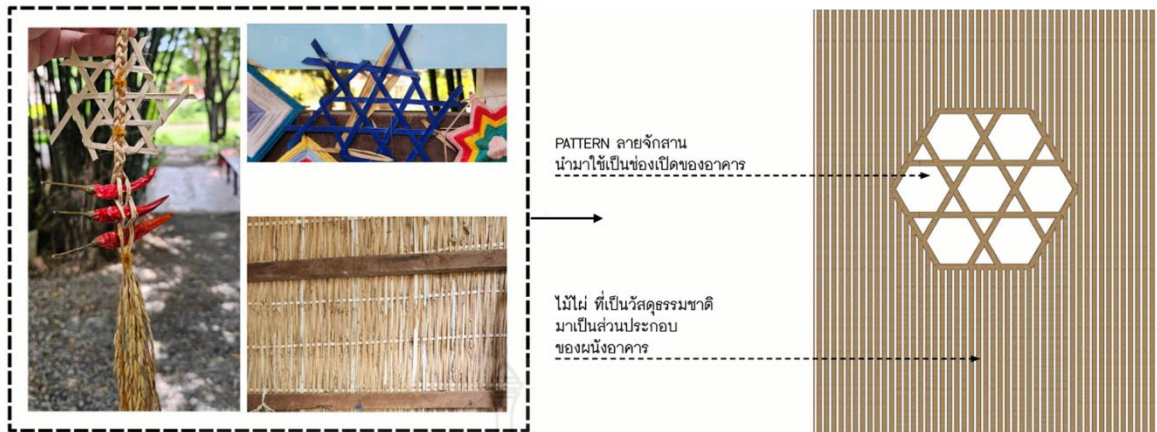 PATTERN ลายจักสาน
นำมาใช้เป็นช่องเปิดของอาคาร
ไม้ไผ่ ที่เป็นวัสดุธรรมชาติ
มาเป็นส่วนประกอบ
ของผนังอาคาร